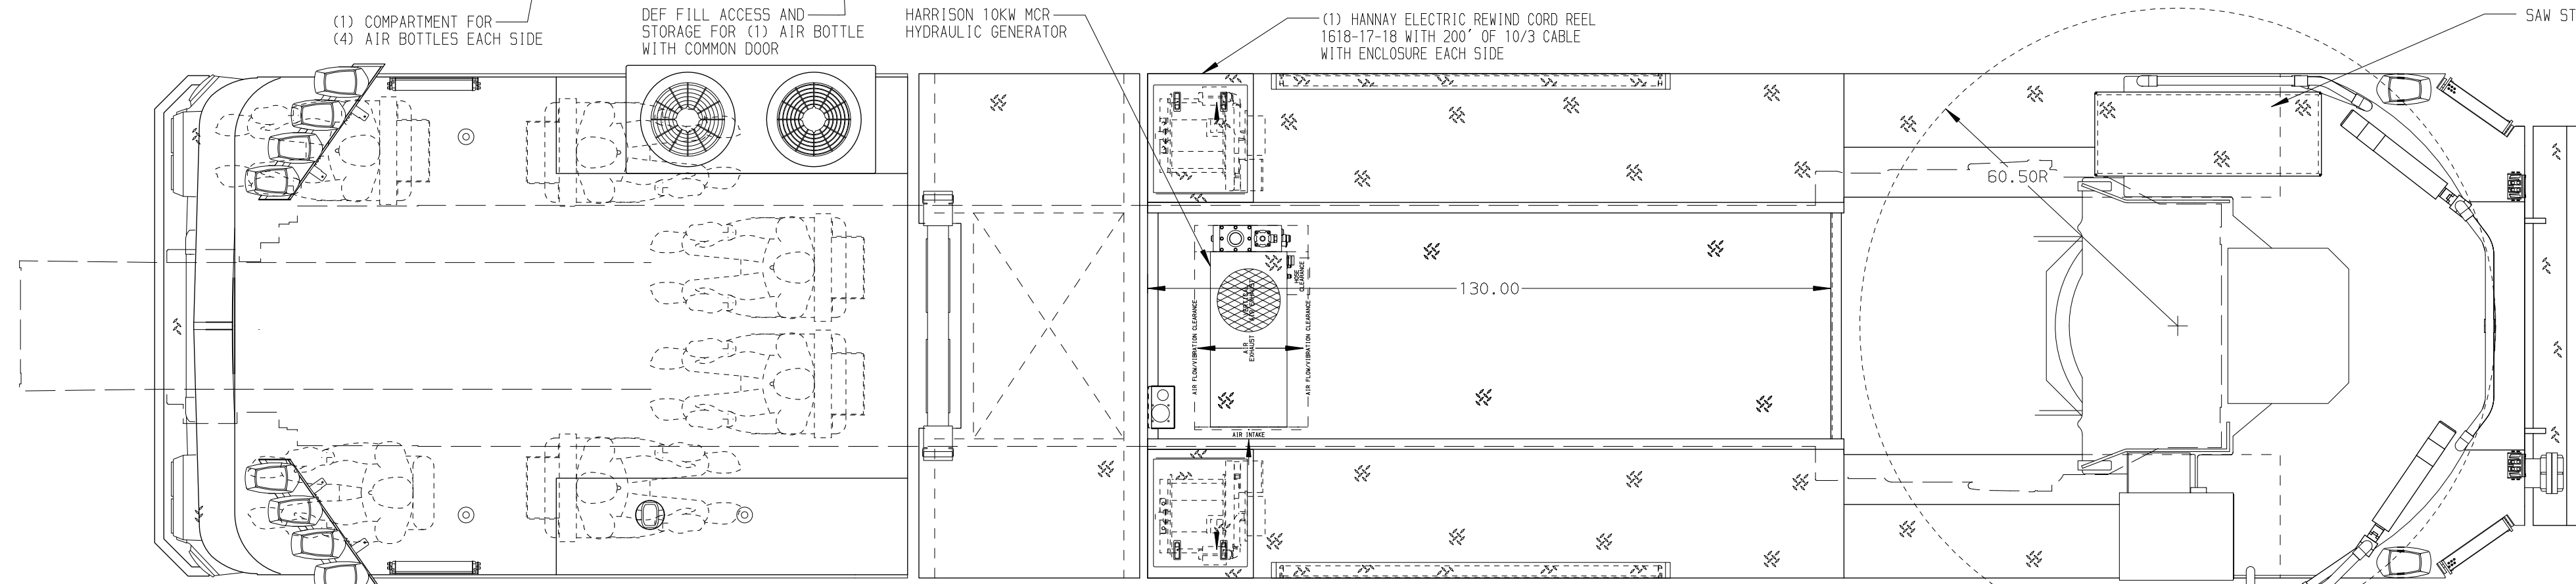 (1) COMPARTMENT FOR
(4) AIR BOTTLES EACH SIDE
DEF FILL ACCESS AND
STORAGE FOR (1) AIR BOTTLE
WITH COMMON DOOR
HARRISON 10KW MCR
HYDRAULIC GENERATOR
(1) HANNAY ELECTRIC REWIND CORD REEL
1618-17-18 WITH 200' OF 10/3 CABLE
WITH ENCLOSURE EACH SIDE
SAW ST
60.50R
HOSE
CLEARANCE
VERTICAL
AIR EXHAUST
130.00
AIR FLOW/VIBRATION CLEARANCE
AIR
EXHAUST
AIR FLOW/VIBRATION CLEARANCE
AIR INTAKE